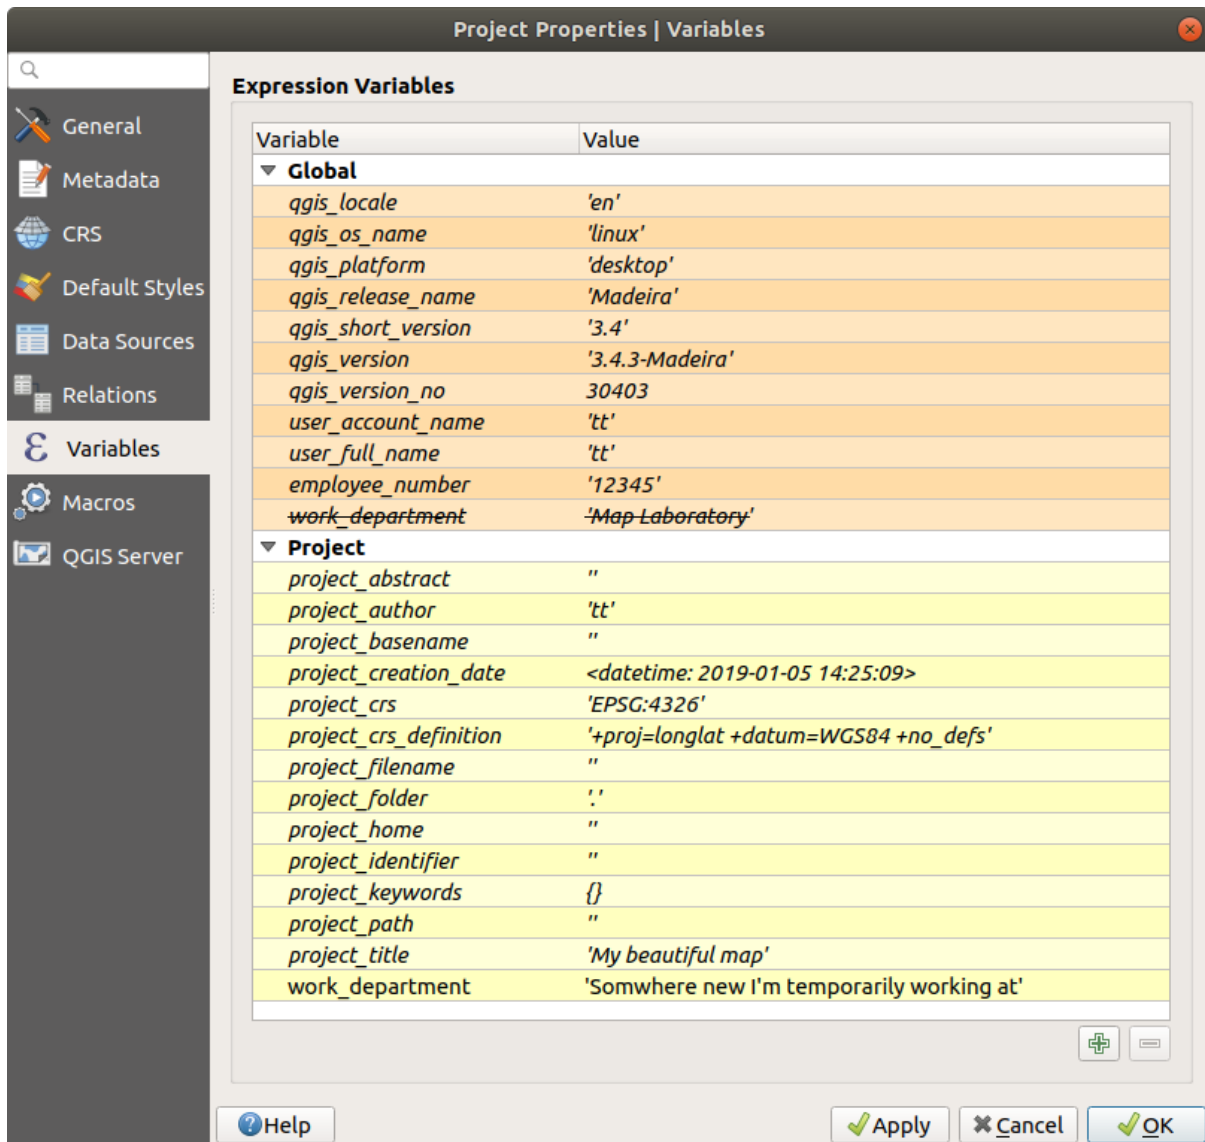 Project Properties | Variables
General
Metadata
CRS
Default Styles
Data Sources
Relations
Variables
Macros
QGIS Server
Expression Variables
Variable Value
Global
qgis_locale 'en'
qgis_os_name 'linux'
qgis_platform 'desktop'
qgis_release_name 'Madeira'
qgis_short_version '3.4'
qgis_version '3.4.3-Madeira'
qgis_version_no 30403
user_account_name 'tt'
user_full_name 'tt'
employee_number '12345'
work_department 'Map Laboratory'
Project
project_abstract ''
project_author 'tt'
project_basename ''
project_creation_date <datetime: 2019-01-05 14:25:09>
project_crs 'EPSG:4326'
project_crs_definition '+proj=longlat +datum=WGS84 +no_defs'
project_filename ''
project_folder '.'
project_home ''
project_identifier ''
project_keywords {}
project_path ''
project_title 'My beautiful map'
work_department 'Somwhere new I'm temporarily working at'
Help Apply Cancel OK